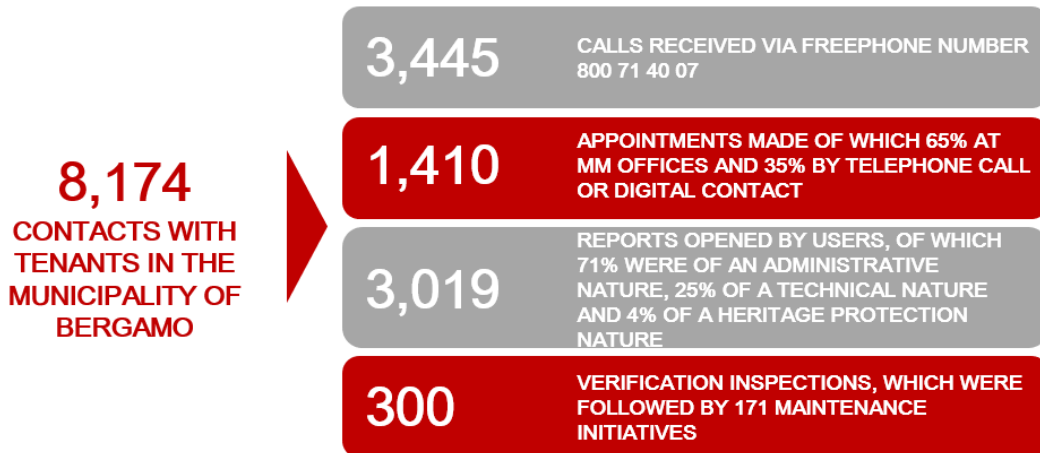 3,445
CALLS RECEIVED VIA FREEPHONE NUMBER
800 71 40 07
1,410
APPOINTMENTS MADE OF WHICH 65% AT
MM OFFICES AND 35% BY TELEPHONE CALL
OR DIGITAL CONTACT
8,174
CONTACTS WITH
TENANTS IN THE
MUNICIPALITY OF
BERGAMO
3,019
REPORTS OPENED BY USERS, OF WHICH
71% WERE OF AN ADMINISTRATIVE
NATURE, 25% OF A TECHNICAL NATURE
AND 4% OF A HERITAGE PROTECTION
NATURE
300
VERIFICATION INSPECTIONS, WHICH WERE
FOLLOWED BY 171 MAINTENANCE
INITIATIVES